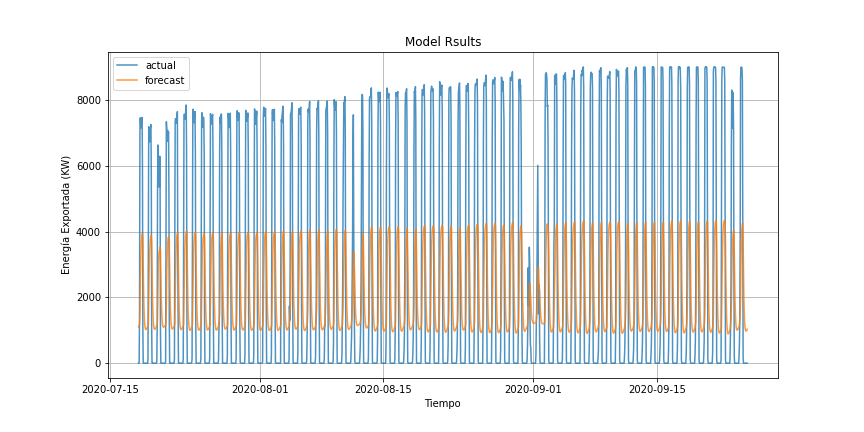 Model Rsults
actual
forecast
Energía Exportada (KW)
8000
6000
4000
2000
0
2020-07-15
2020-08-01
2020-08-15
2020-09-01
2020-09-15
Tiempo